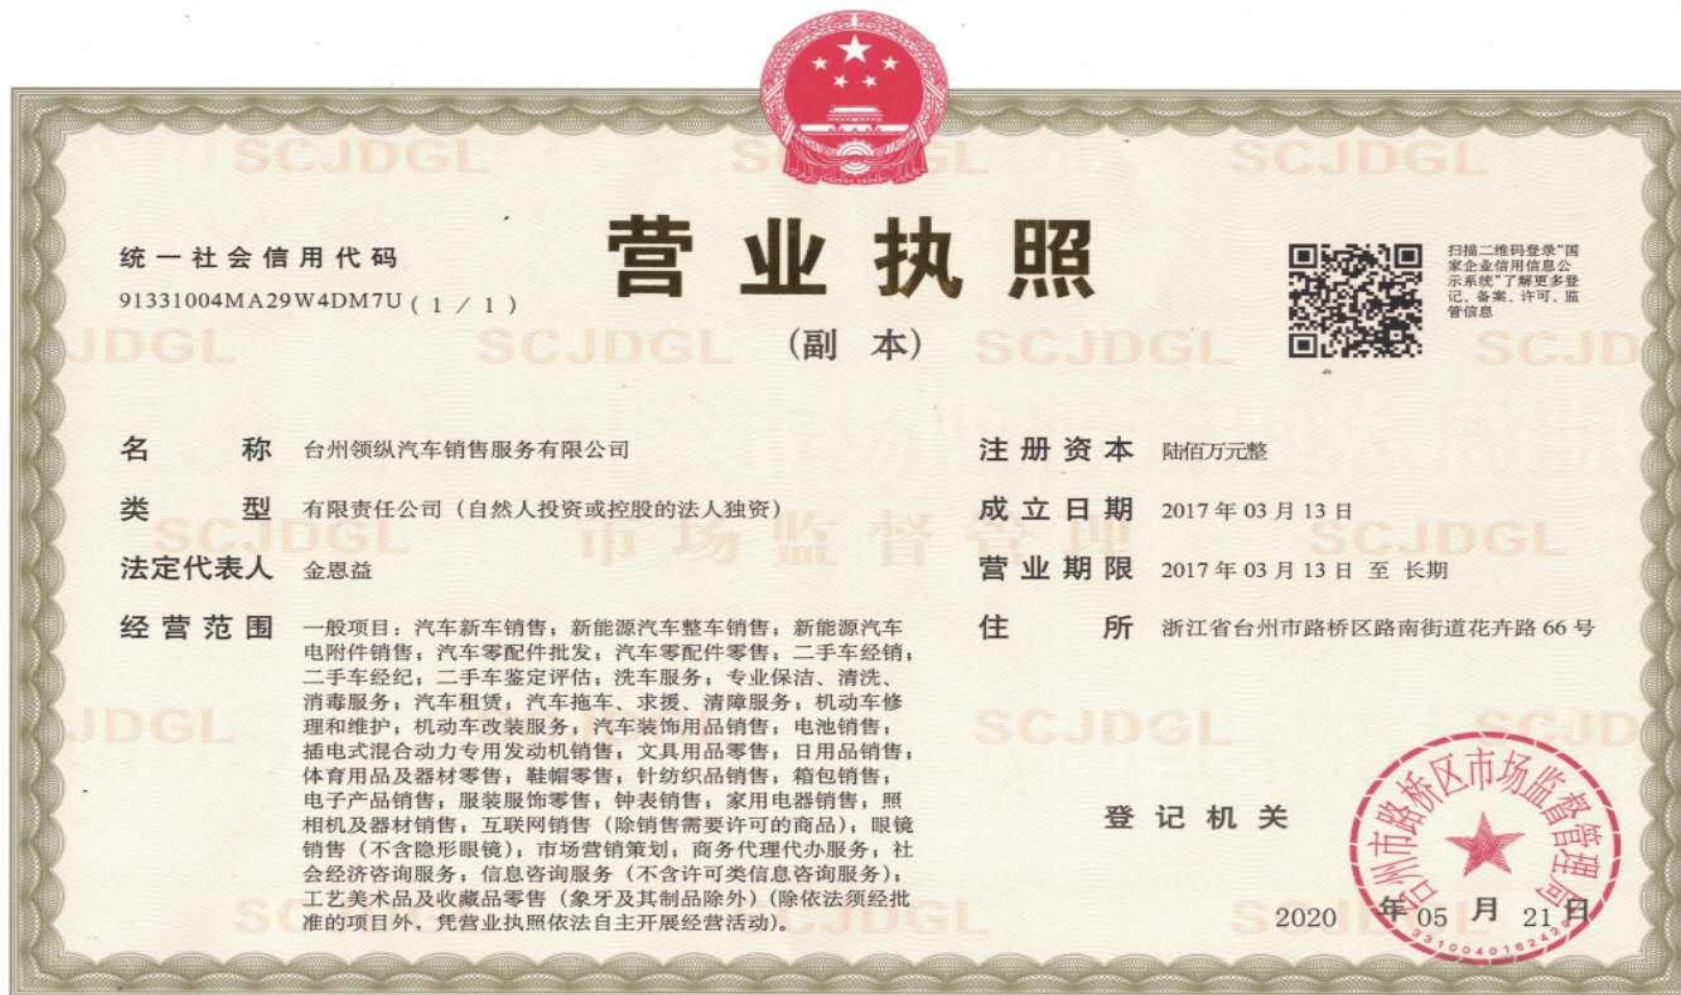 营业执照
(副 本)
统一社会信用代码
91331004MA29W4DM7U (1/1)
扫描二维码登录“国
家企业信用信息公
示系统”了解更多登
记、备案、许可、监
管信息
名称 台州领纵汽车销售服务有限公司
类型 有限责任公司（自然人投资或控股的法人独资）
法定代表人 金恩益
经营范围 一般项目：汽车新车销售；新能源汽车整车销售；新能源汽车
电附件销售；汽车零配件批发；汽车零配件零售；二手车经销；
二手车经纪；二手车鉴定评估；洗车服务；专业保洁、清洗、
消毒服务；汽车租赁；汽车拖车、求援、清障服务；机动车修
理和维护；机动车改装服务；汽车装饰用品销售；电池销售；
插电式混合动力专用发动机销售；文具用品零售；日用品销售；
体育用品及器材零售；鞋帽零售；针纺织品销售；箱包销售；
电子产品销售；服装服饰零售；钟表销售；家用电器销售；照
相机及器材销售；互联网销售（除销售需要许可的商品）；眼镜
销售（不含隐形眼镜）；市场营销策划；商务代理代办服务；社
会经济咨询服务；信息咨询服务（不含许可类信息咨询服务）；
工艺美术品及收藏品零售（象牙及其制品除外）(除依法须经批
准的项目外，凭营业执照依法自主开展经营活动)。
注册资本 陆佰万元整
成立日期 2017年03月13日
营业期限 2017年03月13日 至 长期
住所 浙江省台州市路桥区路南街道花卉路66号
登记机关
台州市路桥区市场监督管理局
2020 年 05 月 21 日
市场监督管理
SCJDGL